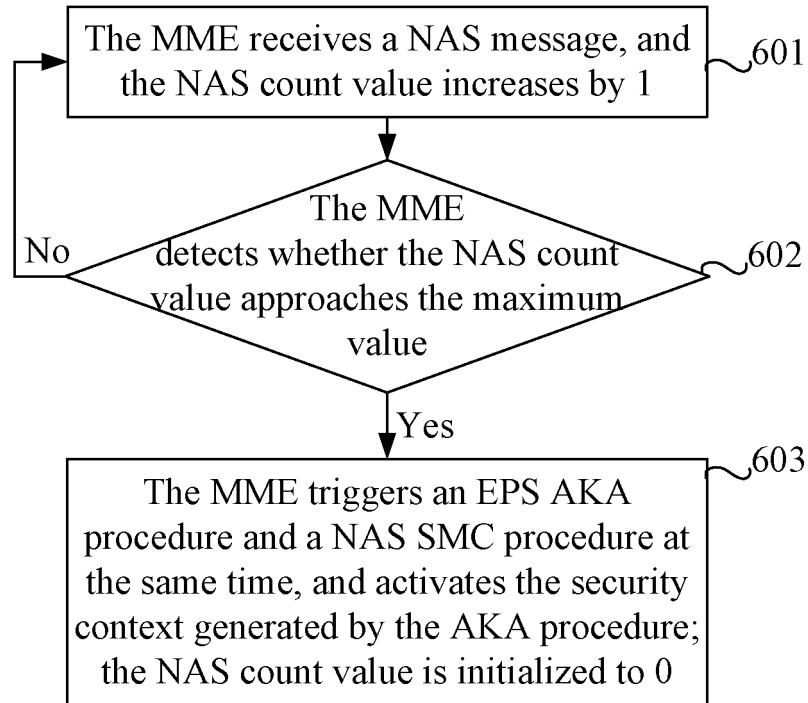 The MME receives a NAS message, and
the NAS count value increases by 1
601
The MME
detects whether the NAS count
value approaches the maximum
value
602
No
Yes
603
The MME triggers an EPS AKA
procedure and a NAS SMC procedure at
the same time, and activates the security
context generated by the AKA procedure;
the NAS count value is initialized to 0